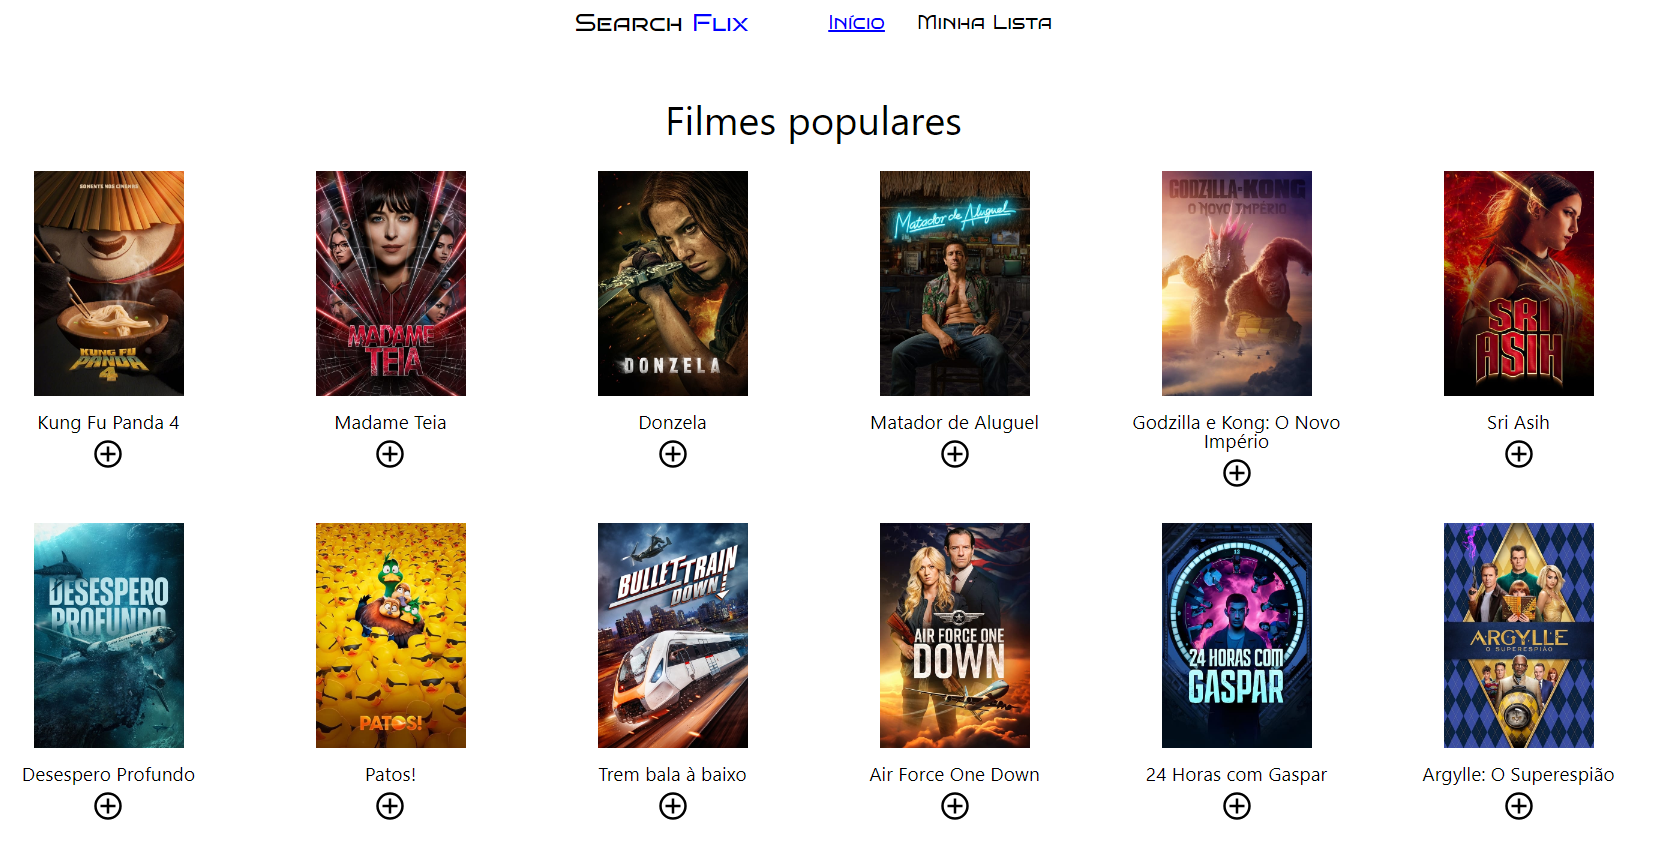 Search Flix
Início
Minha Lista
Filmes populares
SOMENTE NOS CINEMAS
KUNG FU
PANDA
4
MADAME
TEIA
DONZELA
Matador de Aluguel
GODZILLA KONG
O NOVO IMPÉRIO
SRI
ASIH
Kung Fu Panda 4
Madame Teia
Donzela
Matador de Aluguel
Godzilla e Kong: O Novo
Império
Sri Asih
DESESPERO
PROFUNDO
PATOS!
BULLET TRAIN
DOWN!
AIR FORCE ONE
DOWN
24 HORAS COM
GASPAR
ARGYLLE
O SUPERESPIÃO
Desespero Profundo
Patos!
Trem bala à baixo
Air Force One Down
24 Horas com Gaspar
Argylle: O Superespião